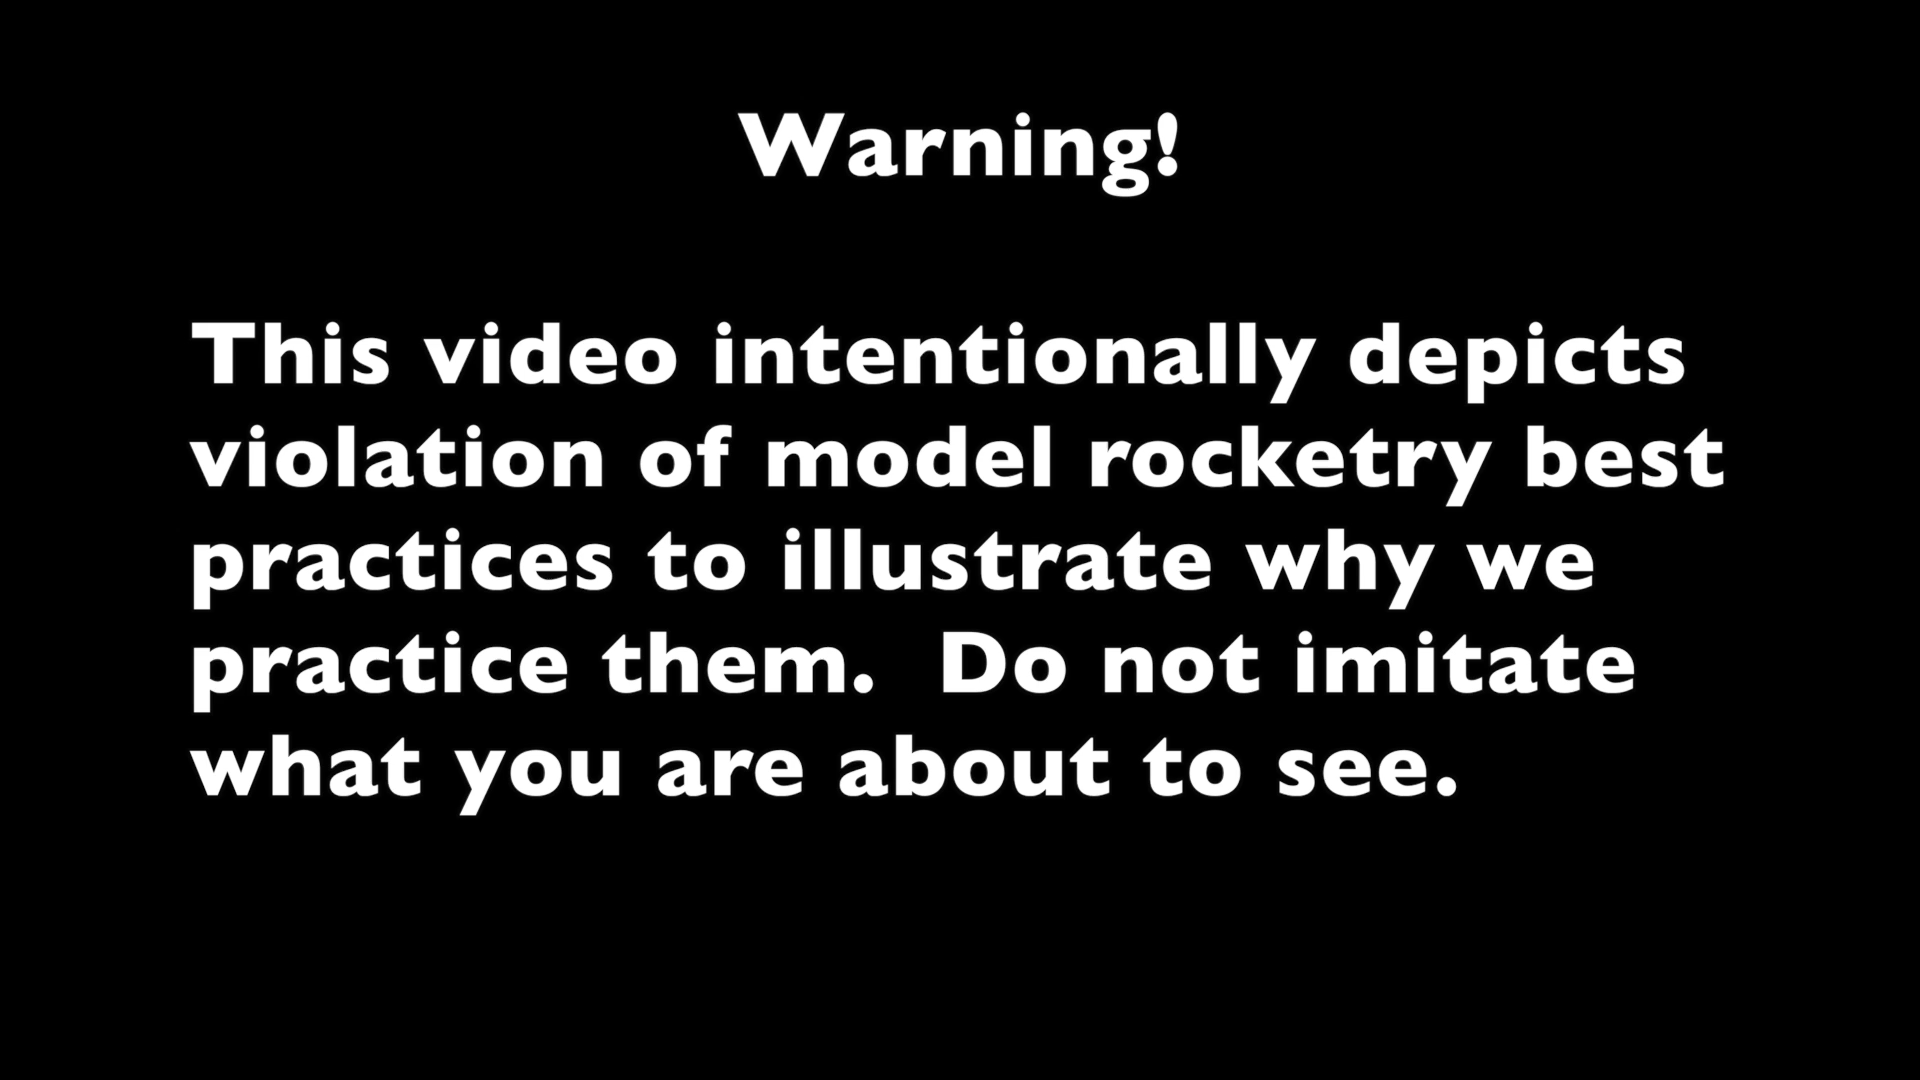 Warning!
This video intentionally depicts
violation of model rocketry best
practices to illustrate why we
practice them.  Do not imitate
what you are about to see.